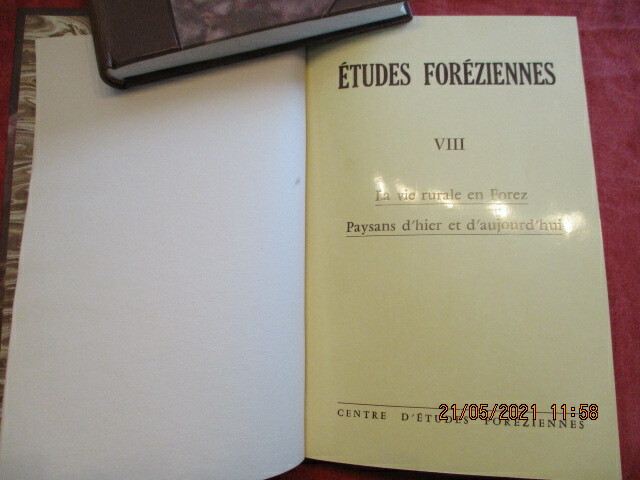 ÉTUDES FORÉZIENNES
VIII
La vie rurale en Forez
Paysans d'hier et d'aujourd'hui
21/05/2021 11:58
CENTRE D'ÉTUDES FORÉZIENNES